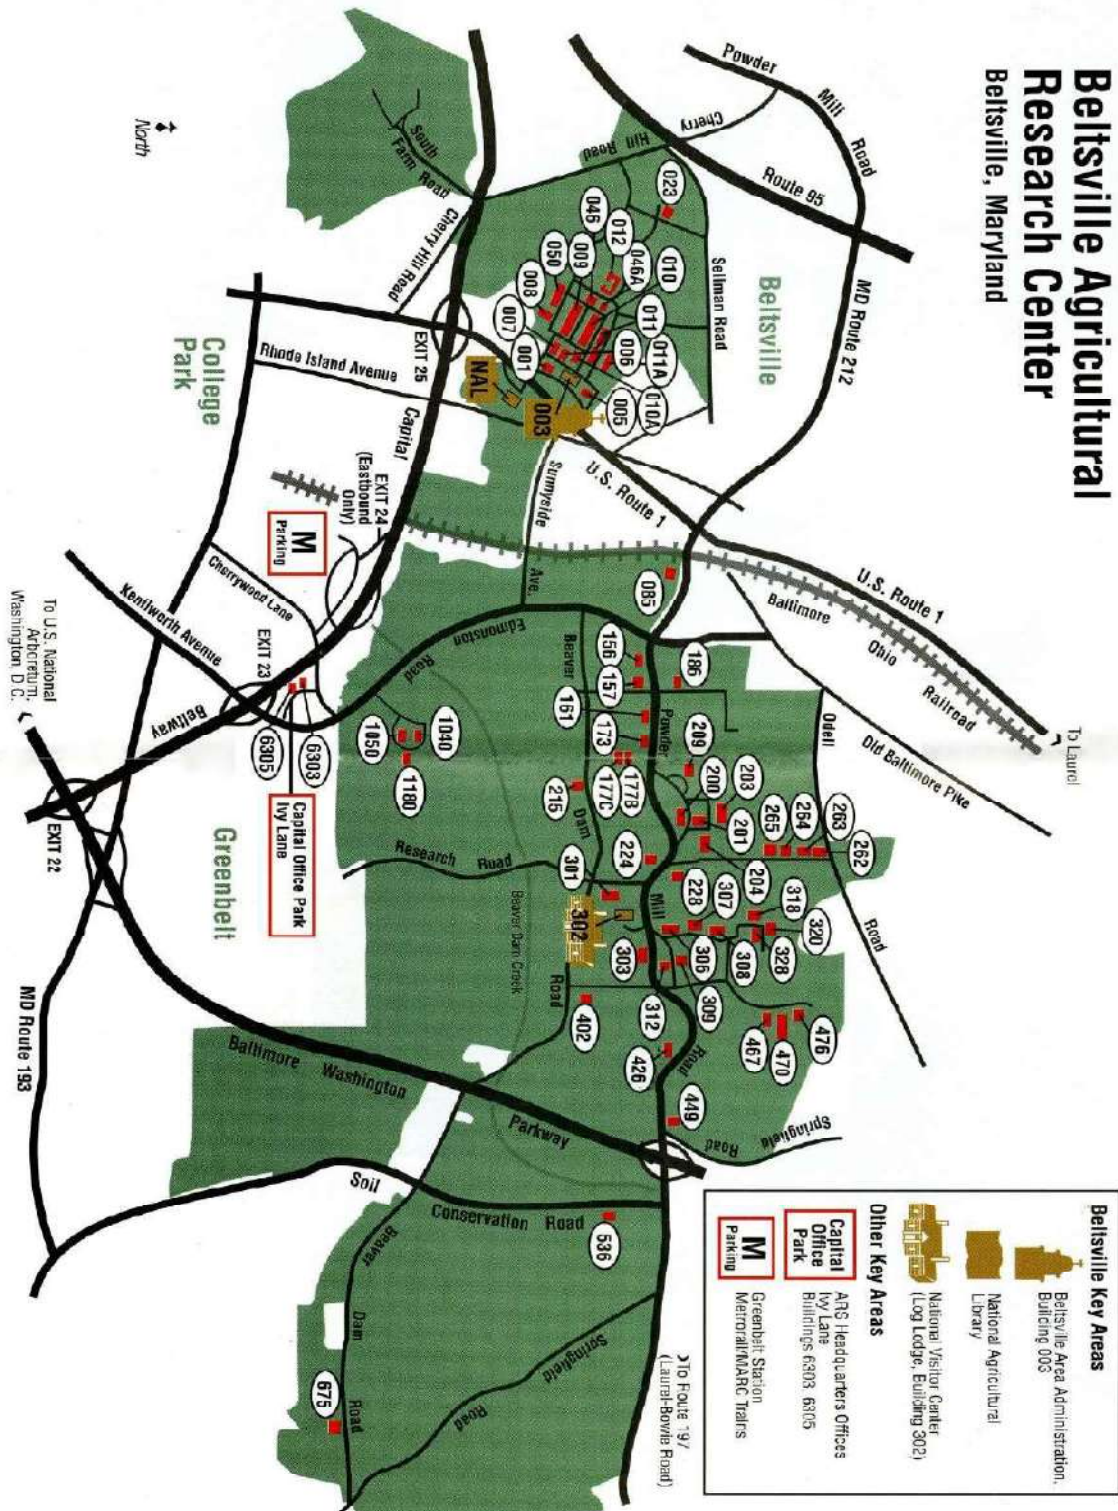 Beltsville Agricultural
Research Center
Beltsville, Maryland
Powder
Mill
Road
Cherry
Hill Road
Route 95
MD Route 212
Sellman Road
Beltsville
South
Farm Road
Cherry Hill Road
North
023
045
012
046A
010
050
009
011
011A
008
007
001
006
005
010A
NAL
003
EXIT 25
Rhode Island Avenue
College
Park
Capital
EXIT 24
(Eastbound
Only)
M
Parking
Sunnyside
Ave.
U.S. Route 1
U.S. Route 1
Baltimore
Ohio
Railroad
To Laurel
Old Baltimore Pike
Odell
Road
085
Cherrywood Lane
Kenilworth Avenue
EXIT 23
Edmonston
Road
Beaver
Dam
Road
156
157
186
161
173
Powder
Mill
Road
209
200
203
177B
177C
215
201
265
264
263
262
204
224
228
307
318
320
301
302
303
306
308
328
309
312
402
426
467
470
476
449
Springfield
Road
1040
1050
1180
6305
6303
Capital Office Park
Ivy Lane
Beltway
EXIT 22
Greenbelt
Research Road
Beaver Dam Creek
To U.S. National
Arboretum,
Washington, D.C.
MD Route 193
Baltimore Washington Parkway
Soil
Conservation Road
536
Beaver
Dam
Road
675
Springfield
Road
To Route 197
(Laurel-Bowie Road)
Beltsville Key Areas
Beltsville Area Administration,
Building 003
National Agricultural
Library
National Visitor Center
(Log Lodge, Building 302)
Other Key Areas
Capital
Office
Park
ARS Headquarters Offices
Ivy Lane
Buildings 6303 6305
M
Parking
Greenbelt Station
Metrorail/MARC Trains